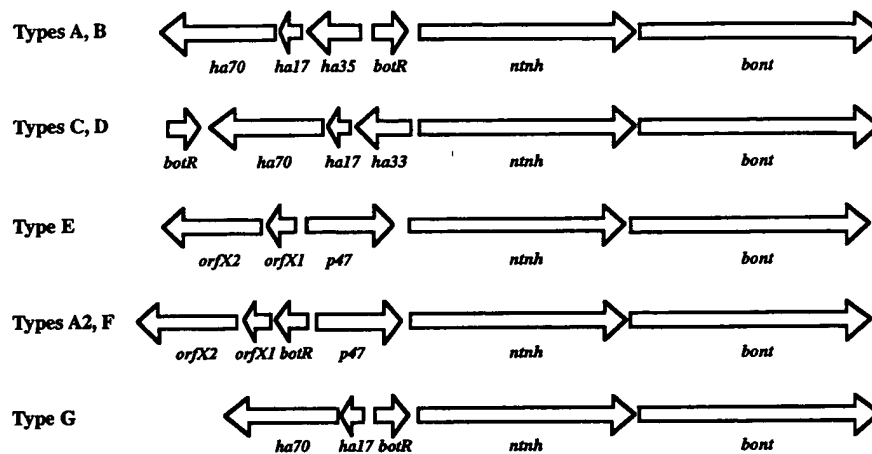 Types A, B
ha70 ha17 ha35 botR ntnh bont
Types C, D
botR ha70 ha17 ha33 ntnh bont
Type E
orfX2 orfX1 p47 ntnh bont
Types A2, F
orfX2 orfX1 botR p47 ntnh bont
Type G
ha70 ha17 botR ntnh bont